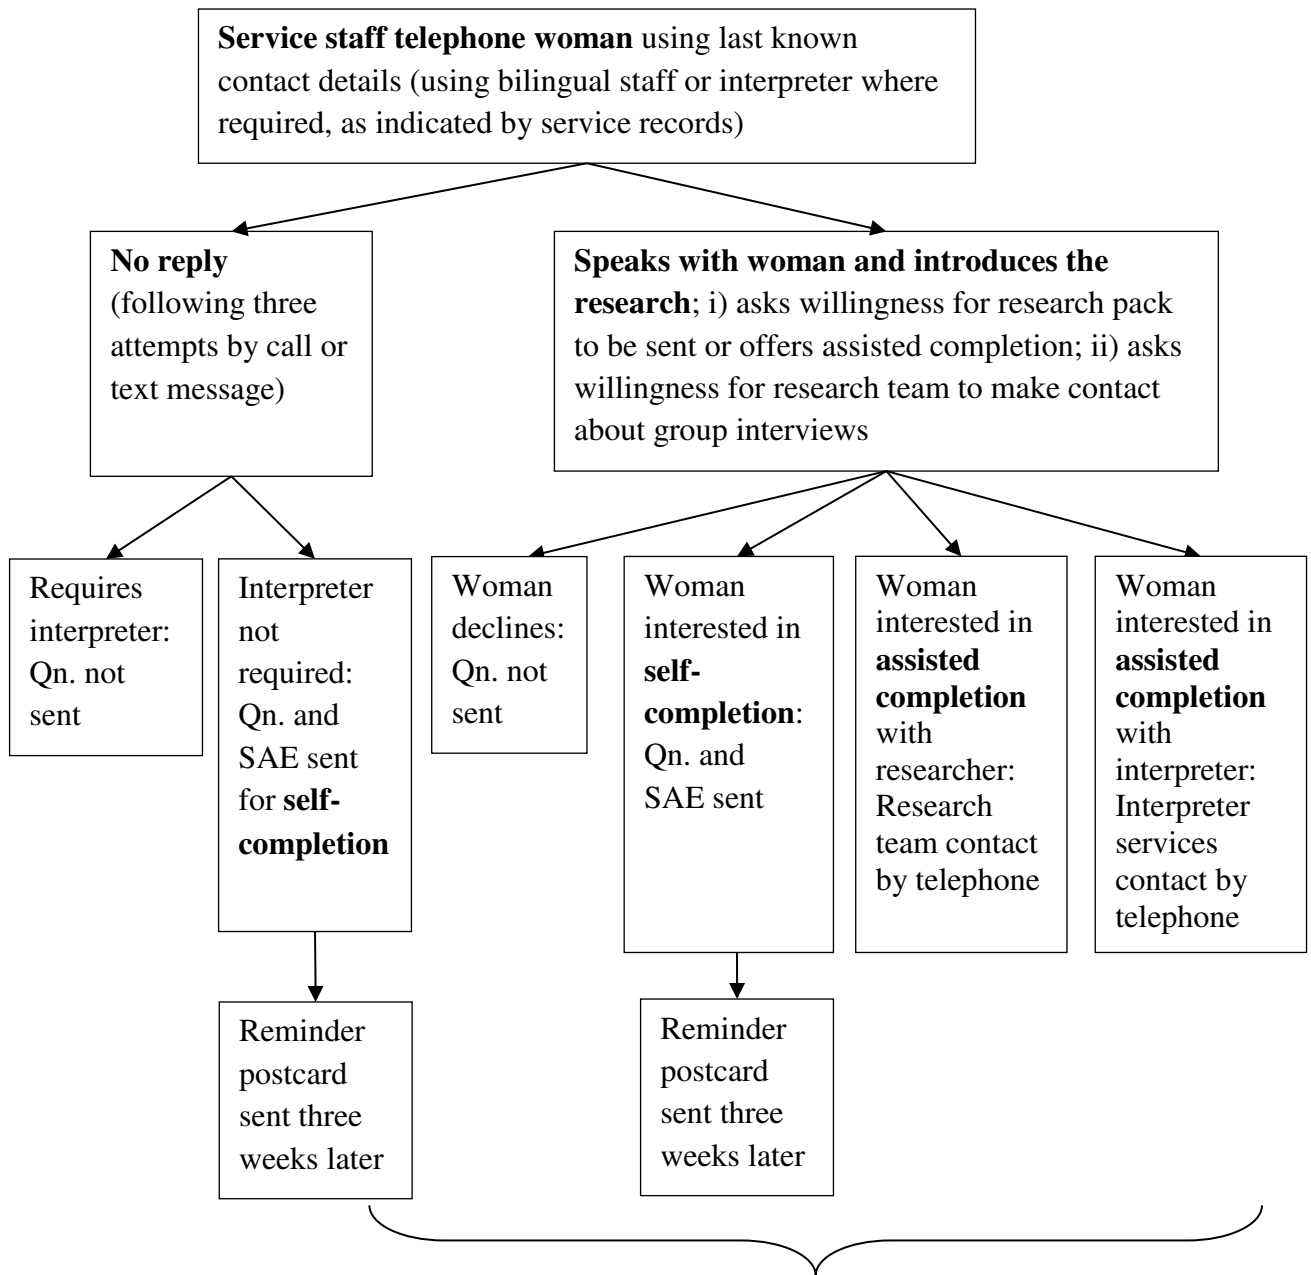 Service staff telephone woman using last known
contact details (using bilingual staff or interpreter where
required, as indicated by service records)
No reply
(following three
attempts by call or
text message)
Speaks with woman and introduces the
research; i) asks willingness for research pack
to be sent or offers assisted completion; ii) asks
willingness for research team to make contact
about group interviews
Requires
interpreter:
Qn. not
sent
Interpreter
not
required:
Qn. and
SAE sent
for self-
completion
Woman
declines:
Qn. not
sent
Woman
interested in
self-
completion:
Qn. and
SAE sent
Woman
interested in
assisted
completion
with
researcher:
Research
team contact
by telephone
Woman
interested in
assisted
completion
with
interpreter:
Interpreter
services
contact by
telephone
Reminder
postcard
sent three
weeks later
Reminder
postcard
sent three
weeks later